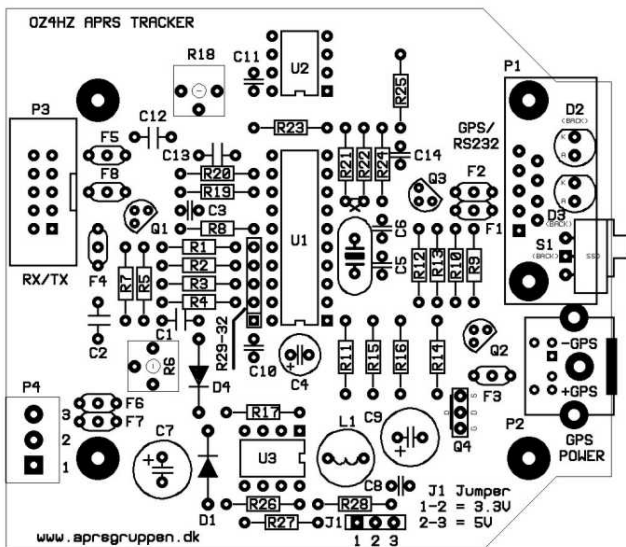 OZ4HZ APRS TRACKER
R18
C11
U2
P1
P3
C12
R25
D2
(BACK)
K
A
F5
R23
GPS/
RS232
C13
C14
F8
R20
R21
R22
R24
Q3
F2
R19
K
A
C3
X
D3
(BACK)
Q1
R8
U1
C6
F1
S1
(BACK)
R1
R2
R3
R4
F4
R7
R5
C5
R12
R13
R10
R9
RX/TX
C1
R29-32
C2
R6
C10
C4
R11
R15
R16
R14
Q2
-GPS
+GPS
D4
F3
P4
F6
F7
3
2
1
R17
C9
L1
S
D
G
Q4
P2
GPS
POWER
C7
U3
C8
D1
R26
R27
R28
J1
1 2 3
J1 Jumper
1-2 = 3.3V
2-3 = 5V
www.aprsgruppen.dk